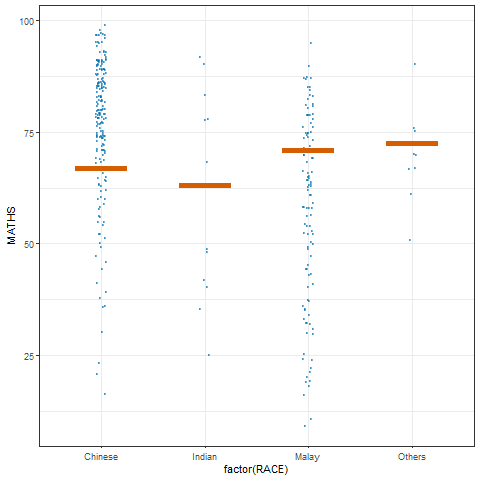 100
75
50
25
MATHS
Chinese
Indian
Malay
Others
factor(RACE)